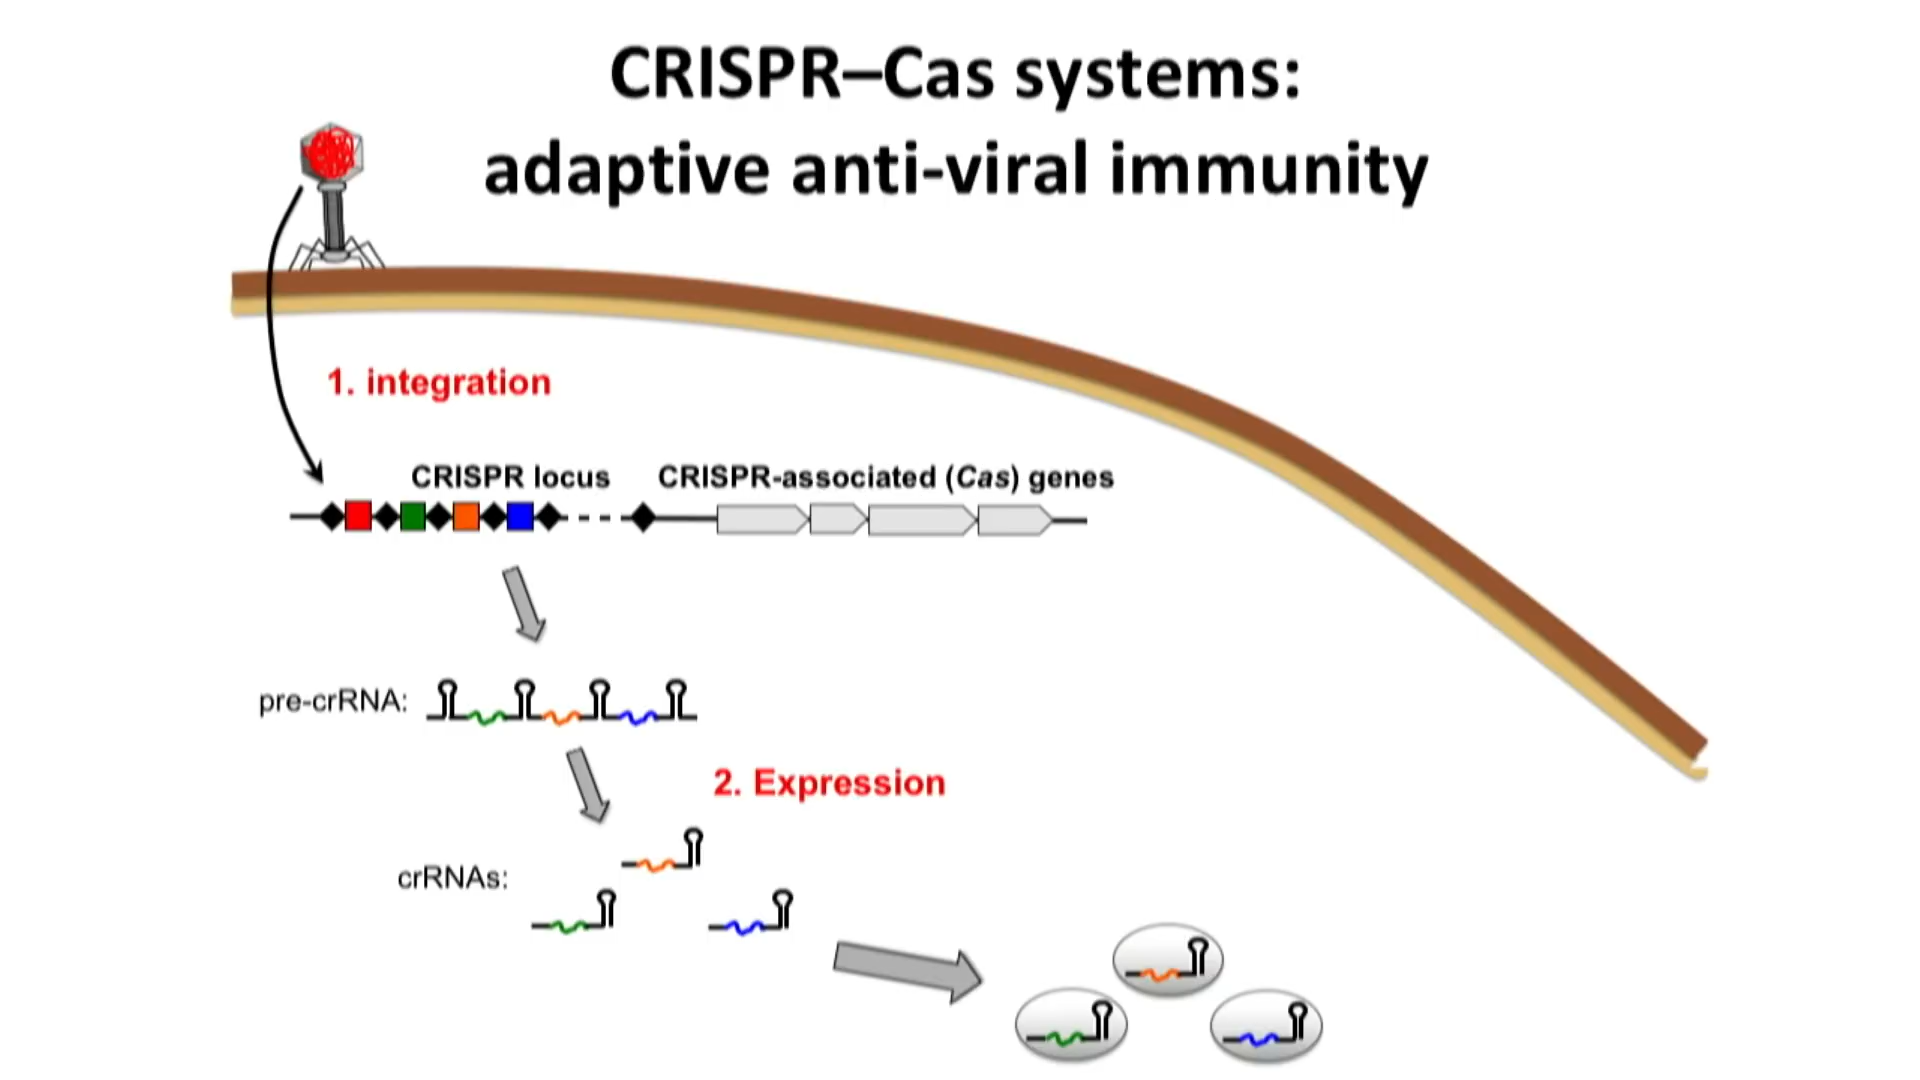 CRISPR–Cas systems:
adaptive anti-viral immunity
1. integration
CRISPR locus
CRISPR-associated (Cas) genes
pre-crRNA:
2. Expression
crRNAs: